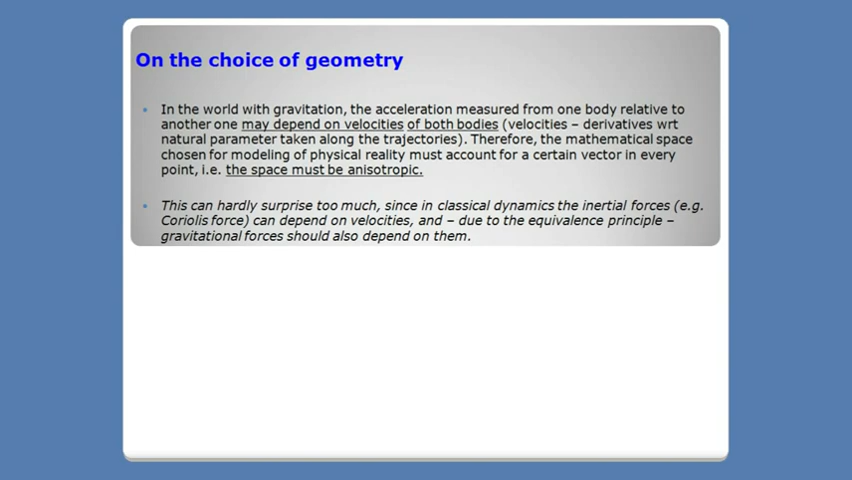 On the choice of geometry
In the world with gravitation, the acceleration measured from one body relative to
another one may depend on velocities of both bodies (velocities – derivatives wrt
natural parameter taken along the trajectories). Therefore, the mathematical space
chosen for modeling of physical reality must account for a certain vector in every
point, i.e. the space must be anisotropic.
This can hardly surprise too much, since in classical dynamics the inertial forces (e.g.
Coriolis force) can depend on velocities, and – due to the equivalence principle –
gravitational forces should also depend on them.